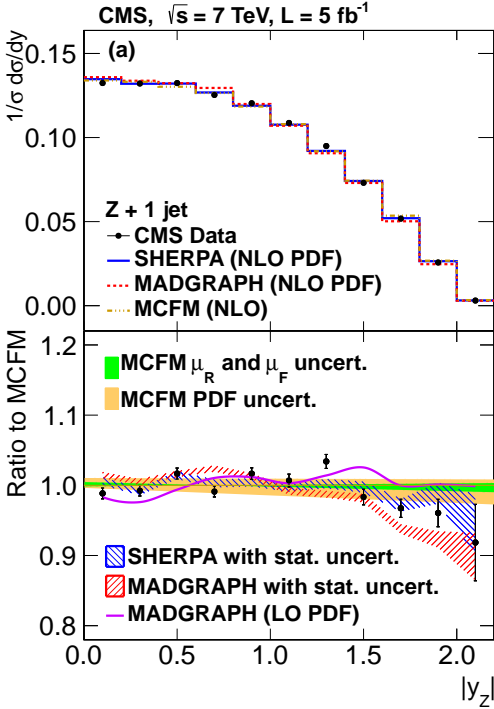 CMS, √s = 7 TeV, L = 5 fb⁻¹
(a)
1/σ dσ/dy
0.15
0.10
0.05
0.00
Z + 1 jet
CMS Data
SHERPA (NLO PDF)
MADGRAPH (NLO PDF)
MCFM (NLO)
Ratio to MCFM
1.2
1.1
1.0
0.9
0.8
MCFM μ_R and μ_F uncert.
MCFM PDF uncert.
SHERPA with stat. uncert.
MADGRAPH with stat. uncert.
MADGRAPH (LO PDF)
0.0 0.5 1.0 1.5 2.0
|y_Z|